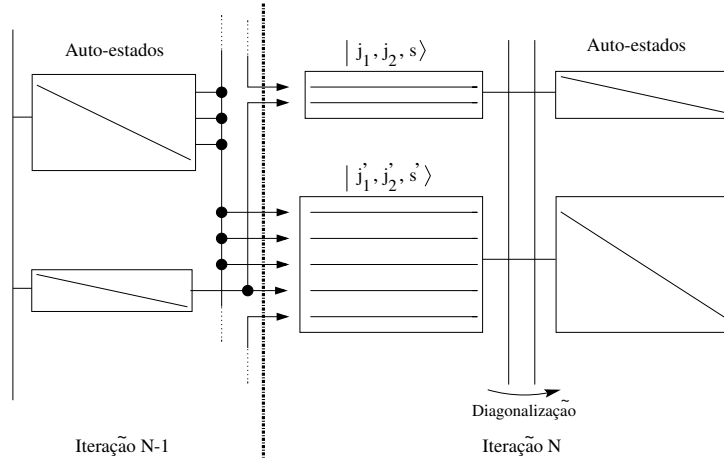 Auto-estados
| j1, j2, s ⟩
Auto-estados
| j'1, j'2, s' ⟩
Diagonalização
Iteração N-1
Iteração N